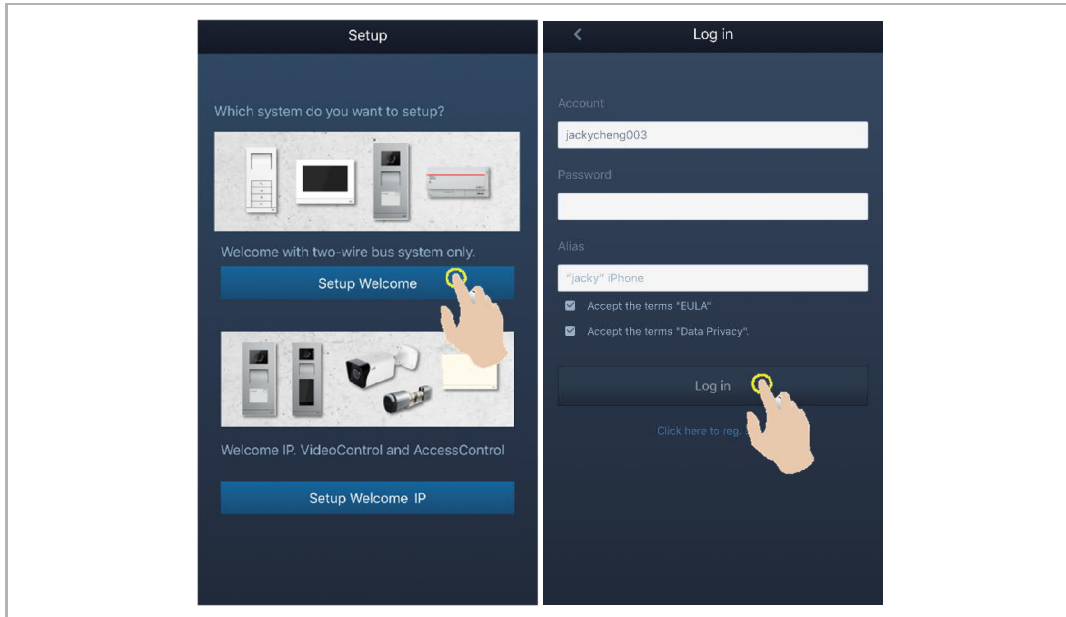 Setup
Which system do you want to setup?
Welcome with two-wire bus system only.
Setup Welcome
Welcome IP. VideoControl and AccessControl
Setup Welcome IP
Log in
Account
jackycheng003
Password
Alias
"jacky" iPhone
Accept the terms "EULA"
Accept the terms "Data Privacy".
Log in
Click here to reg.